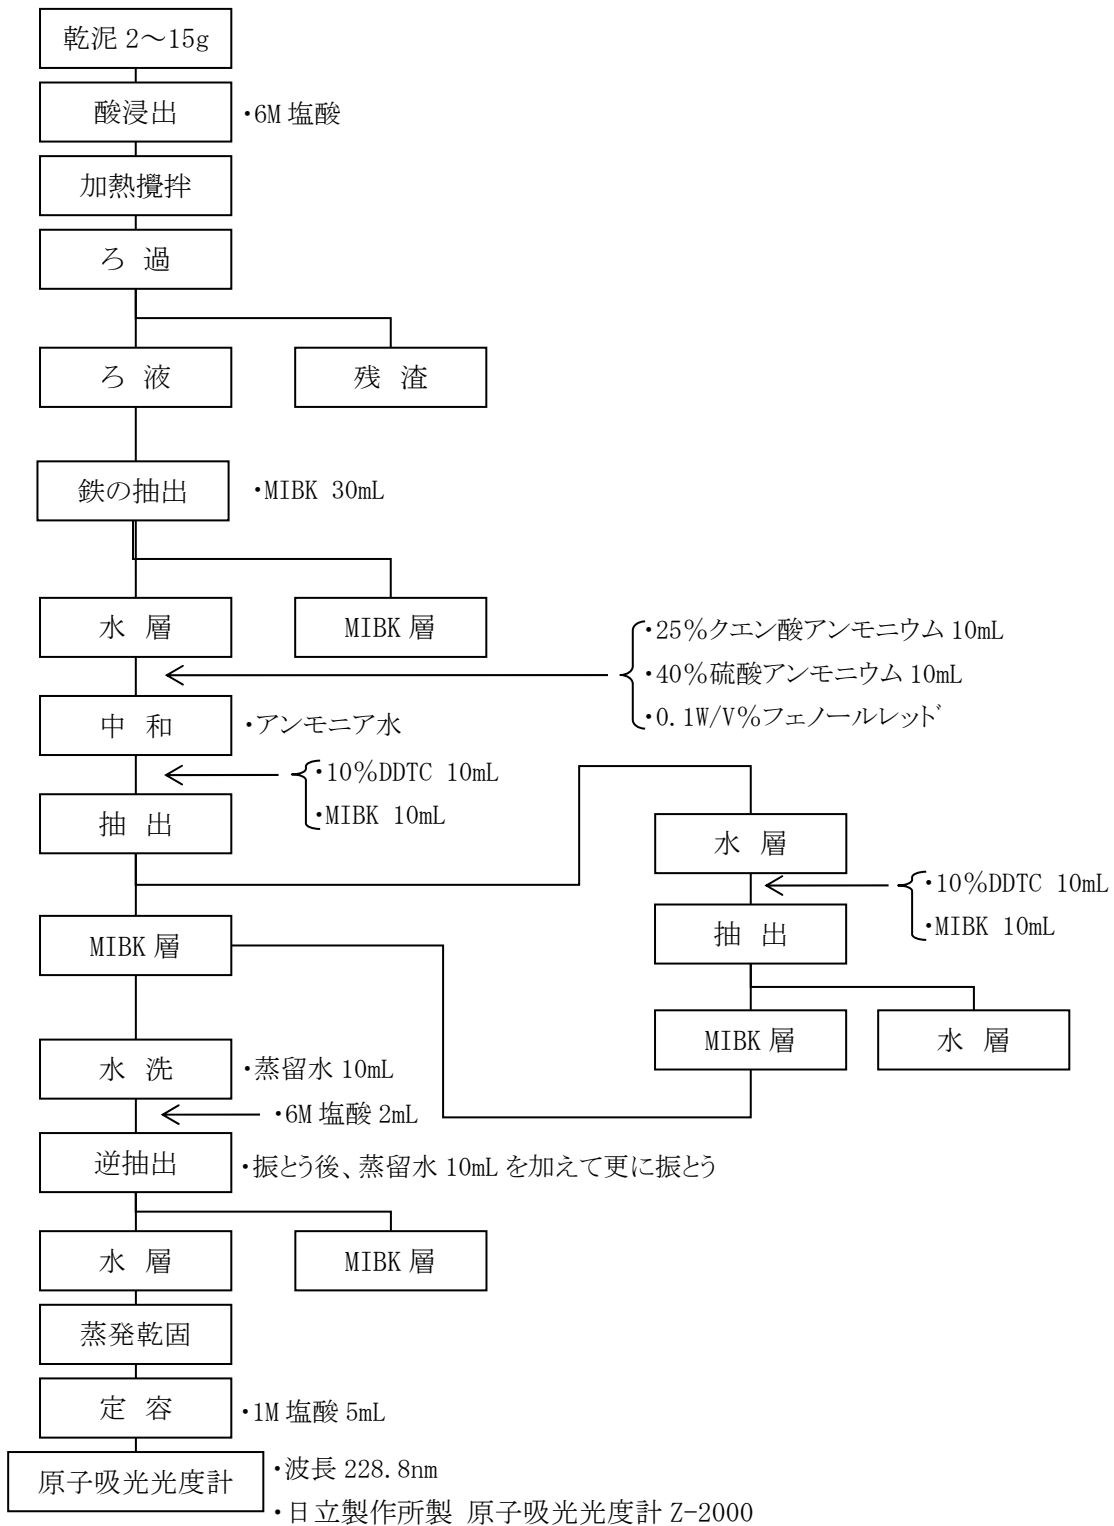 乾泥 2～15g
酸浸出
・6M 塩酸
加熱攪拌
ろ 過
ろ 液
残 渣
鉄の抽出
・MIBK 30mL
水 層
MIBK 層
・25%クエン酸アンモニウム 10mL
・40%硫酸アンモニウム 10mL
・0.1W/V%フェノールレッドﾞ
中 和
・アンモニア水
・10%DDTC 10mL
・MIBK 10mL
抽 出
水 層
・10%DDTC 10mL
・MIBK 10mL
抽 出
MIBK 層
MIBK 層
水 層
水 洗
・蒸留水 10mL
・6M 塩酸 2mL
逆抽出
・振とう後、蒸留水 10mL を加えて更に振とう
水 層
MIBK 層
蒸発乾固
定 容
・1M 塩酸 5mL
原子吸光光度計
・波長 228.8nm
・日立製作所製 原子吸光光度計 Z-2000